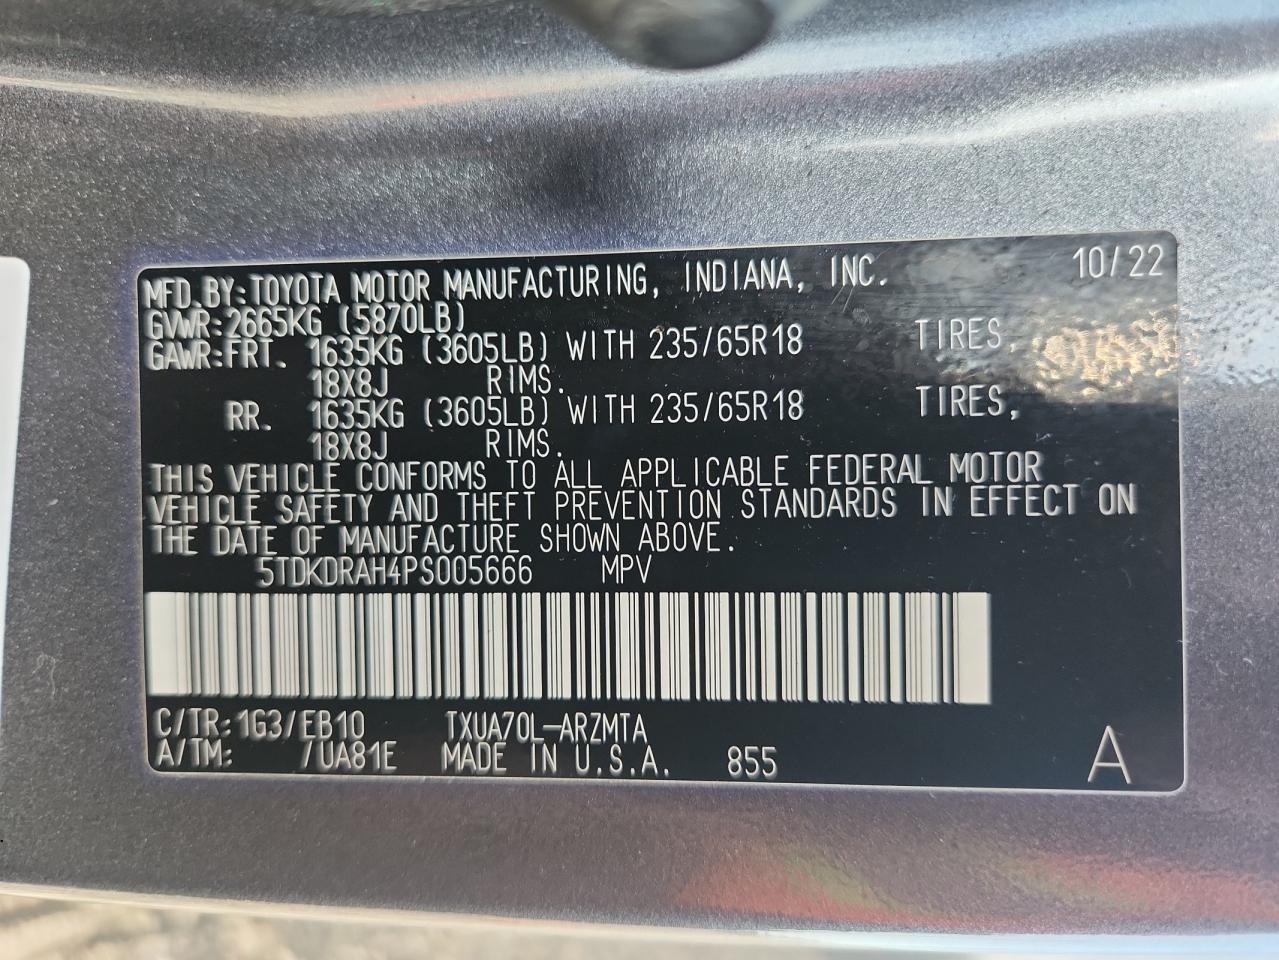 10/22
MFD.BY:TOYOTA MOTOR MANUFACTURING, INDIANA, INC.
GVWR:2665KG (5870LB)
GAWR:FRT. 1635KG (3605LB) WITH 235/65R18 TIRES,
18X8J RIMS.
RR. 1635KG (3605LB) WITH 235/65R18 TIRES,
18X8J RIMS.
THIS VEHICLE CONFORMS TO ALL APPLICABLE FEDERAL MOTOR
VEHICLE SAFETY AND THEFT PREVENTION STANDARDS IN EFFECT ON
THE DATE OF MANUFACTURE SHOWN ABOVE.
5TDKDRAH4PS005666 MPV
C/TR:1G3/EB10 TXUA70L-ARZMTA
A/TM: /UA81E MADE IN U.S.A. 855
A